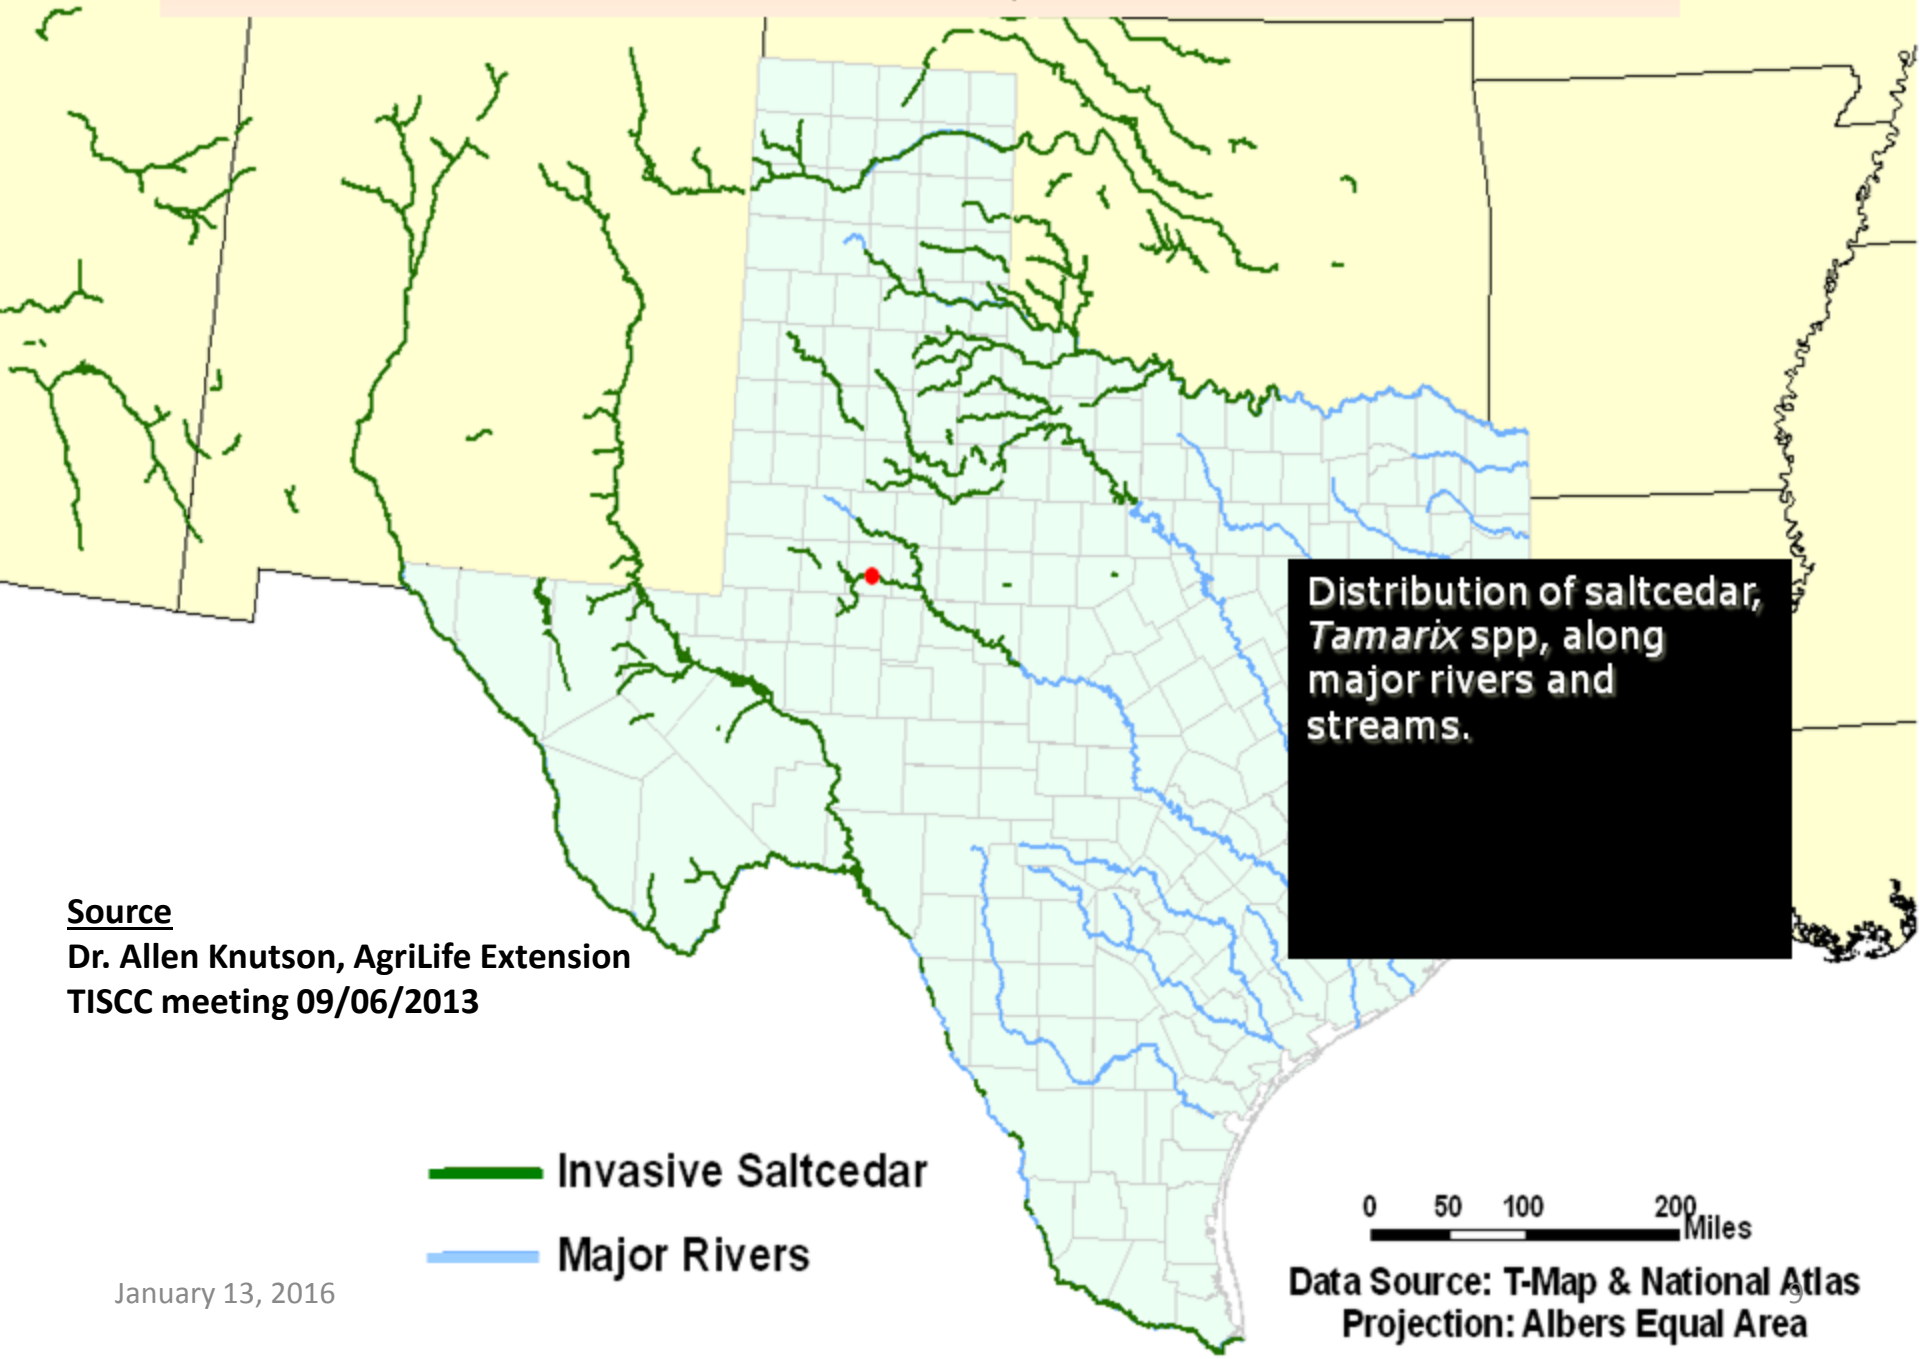 Distribution of saltcedar,
Tamarix spp, along
major rivers and
streams.
Source
Dr. Allen Knutson, AgriLife Extension
TISCC meeting 09/06/2013
Invasive Saltcedar
Major Rivers
0 50 100 200
Miles
Data Source: T-Map & National Atlas
Projection: Albers Equal Area
January 13, 2016
9